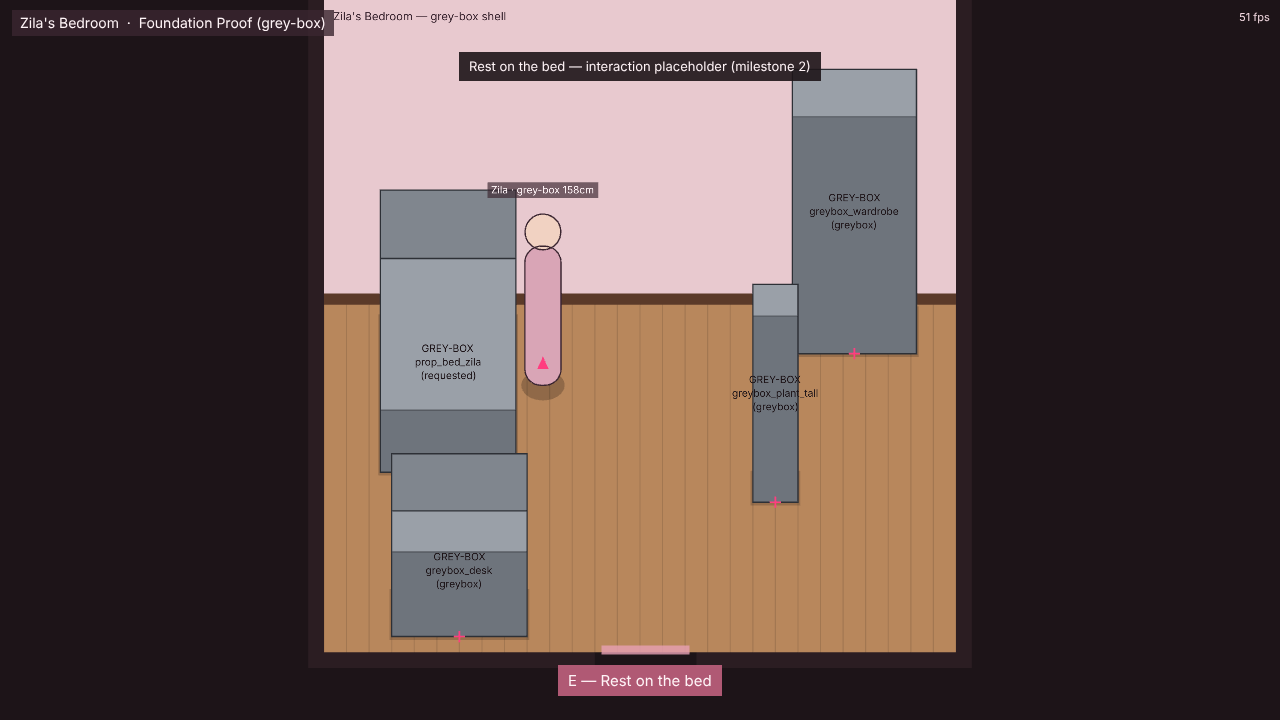 Zila's Bedroom · Foundation Proof (grey-box)
Zila's Bedroom — grey-box shell
51 fps
Rest on the bed — interaction placeholder (milestone 2)
Zila · grey-box 158cm
GREY-BOX
greybox_wardrobe
(greybox)
GREY-BOX
prop_bed_zila
(requested)
GREY-BOX
greybox_plant_tall
(greybox)
GREY-BOX
greybox_desk
(greybox)
E — Rest on the bed